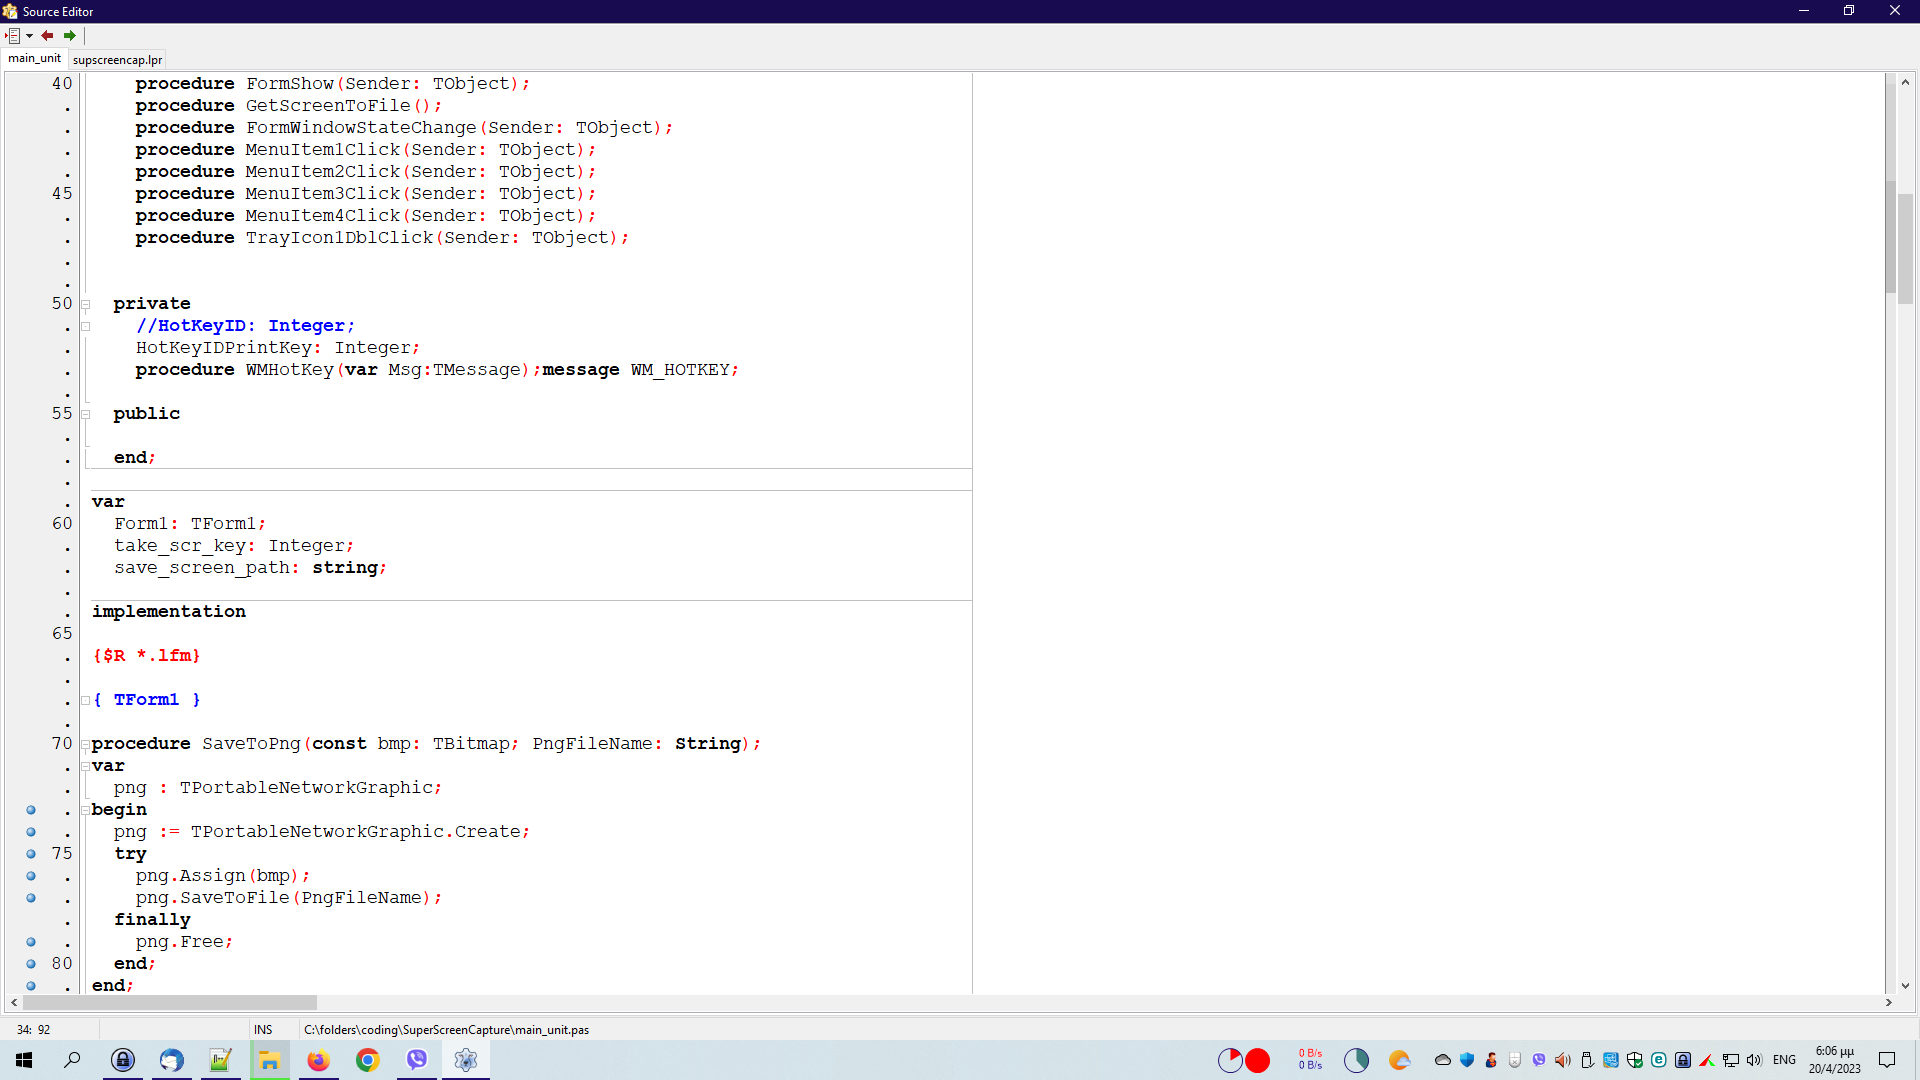 Source Editor
main_unit
supscreencap.lpr
40 procedure FormShow(Sender: TObject);
. procedure GetScreenToFile();
. procedure FormWindowStateChange(Sender: TObject);
. procedure MenuItem1Click(Sender: TObject);
. procedure MenuItem2Click(Sender: TObject);
45 procedure MenuItem3Click(Sender: TObject);
. procedure MenuItem4Click(Sender: TObject);
. procedure TrayIcon1DblClick(Sender: TObject);
.
.
50 private
. //HotKeyID: Integer;
. HotKeyIDPrintKey: Integer;
. procedure WMHotKey(var Msg:TMessage);message WM_HOTKEY;
.
55 public
.
. end;
.
. var
60 Form1: TForm1;
. take_scr_key: Integer;
. save_screen_path: string;
.
. implementation
65
. {$R *.lfm}
.
. { TForm1 }
.
70 procedure SaveToPng(const bmp: TBitmap; PngFileName: String);
. var
. png : TPortableNetworkGraphic;
. begin
. png := TPortableNetworkGraphic.Create;
75 try
. png.Assign(bmp);
. png.SaveToFile(PngFileName);
. finally
. png.Free;
80 end;
. end;
34: 92
INS
C:\folders\coding\SuperScreenCapture\main_unit.pas
0 B/s
0 B/s
ENG
6:06 μμ
20/4/2023